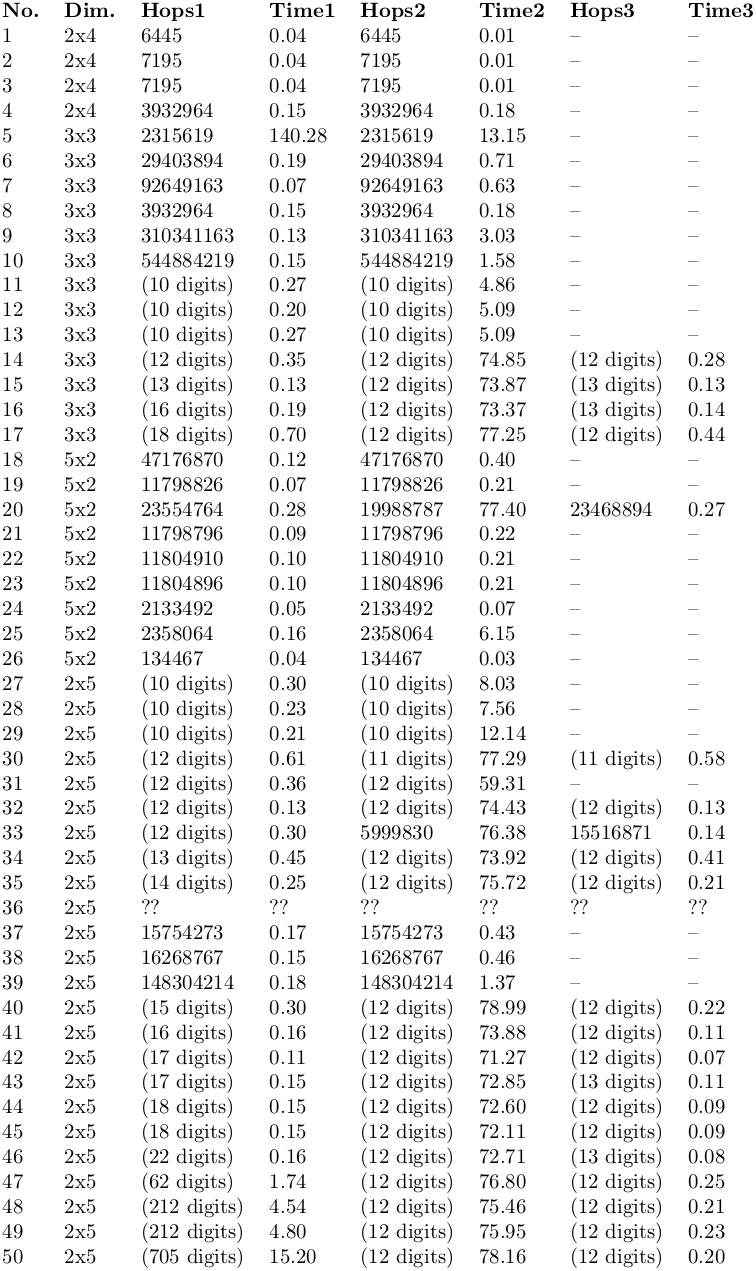 No. Dim. Hops1 Time1 Hops2 Time2 Hops3 Time3
1 2x4 6445 0.04 6445 0.01 – –
2 2x4 7195 0.04 7195 0.01 – –
3 2x4 7195 0.04 7195 0.01 – –
4 2x4 3932964 0.15 3932964 0.18 – –
5 3x3 2315619 140.28 2315619 13.15 – –
6 3x3 29403894 0.19 29403894 0.71 – –
7 3x3 92649163 0.07 92649163 0.63 – –
8 3x3 3932964 0.15 3932964 0.18 – –
9 3x3 310341163 0.13 310341163 3.03 – –
10 3x3 544884219 0.15 544884219 1.58 – –
11 3x3 (10 digits) 0.27 (10 digits) 4.86 – –
12 3x3 (10 digits) 0.20 (10 digits) 5.09 – –
13 3x3 (10 digits) 0.27 (10 digits) 5.09 – –
14 3x3 (12 digits) 0.35 (12 digits) 74.85 (12 digits) 0.28
15 3x3 (13 digits) 0.13 (12 digits) 73.87 (13 digits) 0.13
16 3x3 (16 digits) 0.19 (12 digits) 73.37 (13 digits) 0.14
17 3x3 (18 digits) 0.70 (12 digits) 77.25 (12 digits) 0.44
18 5x2 47176870 0.12 47176870 0.40 – –
19 5x2 11798826 0.07 11798826 0.21 – –
20 5x2 23554764 0.28 19988787 77.40 23468894 0.27
21 5x2 11798796 0.09 11798796 0.22 – –
22 5x2 11804910 0.10 11804910 0.21 – –
23 5x2 11804896 0.10 11804896 0.21 – –
24 5x2 2133492 0.05 2133492 0.07 – –
25 5x2 2358064 0.16 2358064 6.15 – –
26 5x2 134467 0.04 134467 0.03 – –
27 2x5 (10 digits) 0.30 (10 digits) 8.03 – –
28 2x5 (10 digits) 0.23 (10 digits) 7.56 – –
29 2x5 (10 digits) 0.21 (10 digits) 12.14 – –
30 2x5 (12 digits) 0.61 (11 digits) 77.29 (11 digits) 0.58
31 2x5 (12 digits) 0.36 (12 digits) 59.31 – –
32 2x5 (12 digits) 0.13 (12 digits) 74.43 (12 digits) 0.13
33 2x5 (12 digits) 0.30 5999830 76.38 15516871 0.14
34 2x5 (13 digits) 0.45 (12 digits) 73.92 (12 digits) 0.41
35 2x5 (14 digits) 0.25 (12 digits) 75.72 (12 digits) 0.21
36 2x5 ?? ?? ?? ?? ?? ??
37 2x5 15754273 0.17 15754273 0.43 – –
38 2x5 16268767 0.15 16268767 0.46 – –
39 2x5 148304214 0.18 148304214 1.37 – –
40 2x5 (15 digits) 0.30 (12 digits) 78.99 (12 digits) 0.22
41 2x5 (16 digits) 0.16 (12 digits) 73.88 (12 digits) 0.11
42 2x5 (17 digits) 0.11 (12 digits) 71.27 (12 digits) 0.07
43 2x5 (17 digits) 0.15 (12 digits) 72.85 (13 digits) 0.11
44 2x5 (18 digits) 0.15 (12 digits) 72.60 (12 digits) 0.09
45 2x5 (18 digits) 0.15 (12 digits) 72.11 (12 digits) 0.09
46 2x5 (22 digits) 0.16 (12 digits) 72.71 (13 digits) 0.08
47 2x5 (62 digits) 1.74 (12 digits) 76.80 (12 digits) 0.25
48 2x5 (212 digits) 4.54 (12 digits) 75.46 (12 digits) 0.21
49 2x5 (212 digits) 4.80 (12 digits) 75.95 (12 digits) 0.23
50 2x5 (705 digits) 15.20 (12 digits) 78.16 (12 digits) 0.20